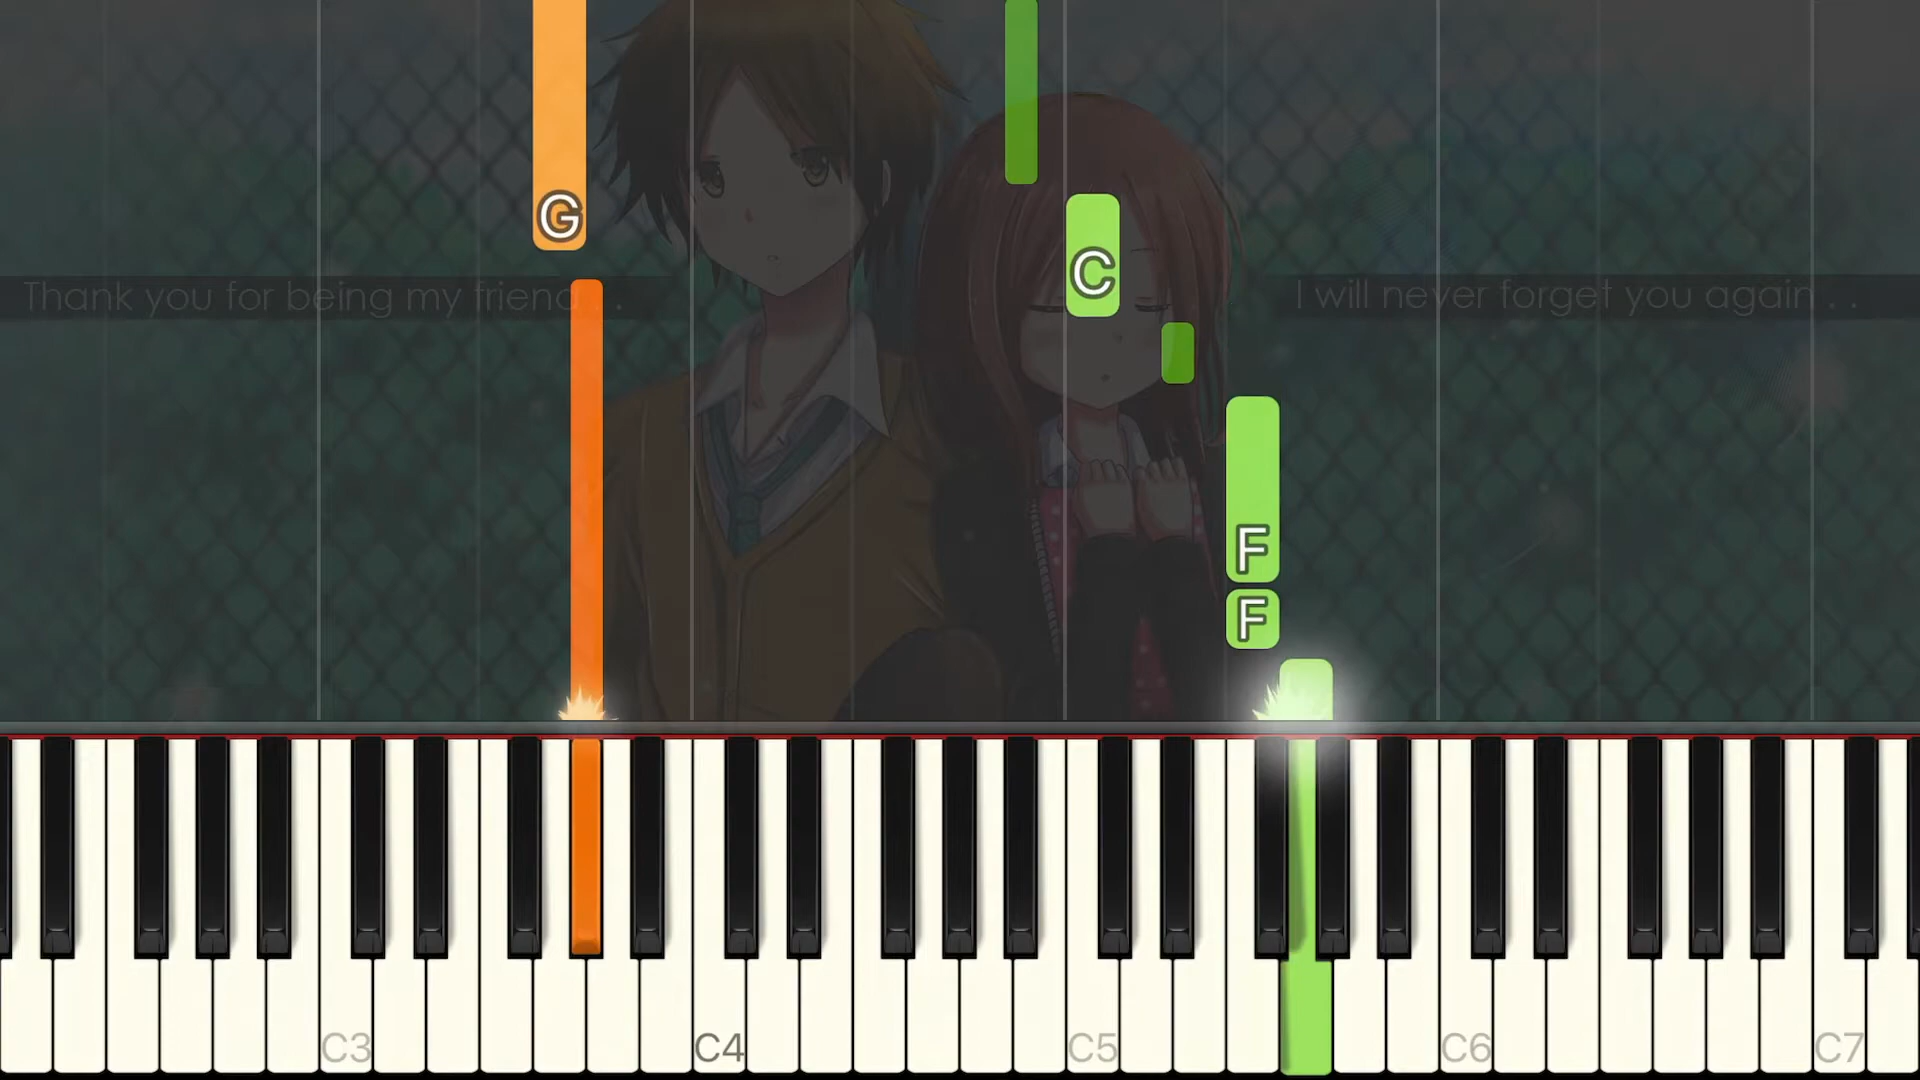 G
C
Thank you for being my friend . .
I will never forget you again . . .
F
F
C3
C4
C5
C6
C7